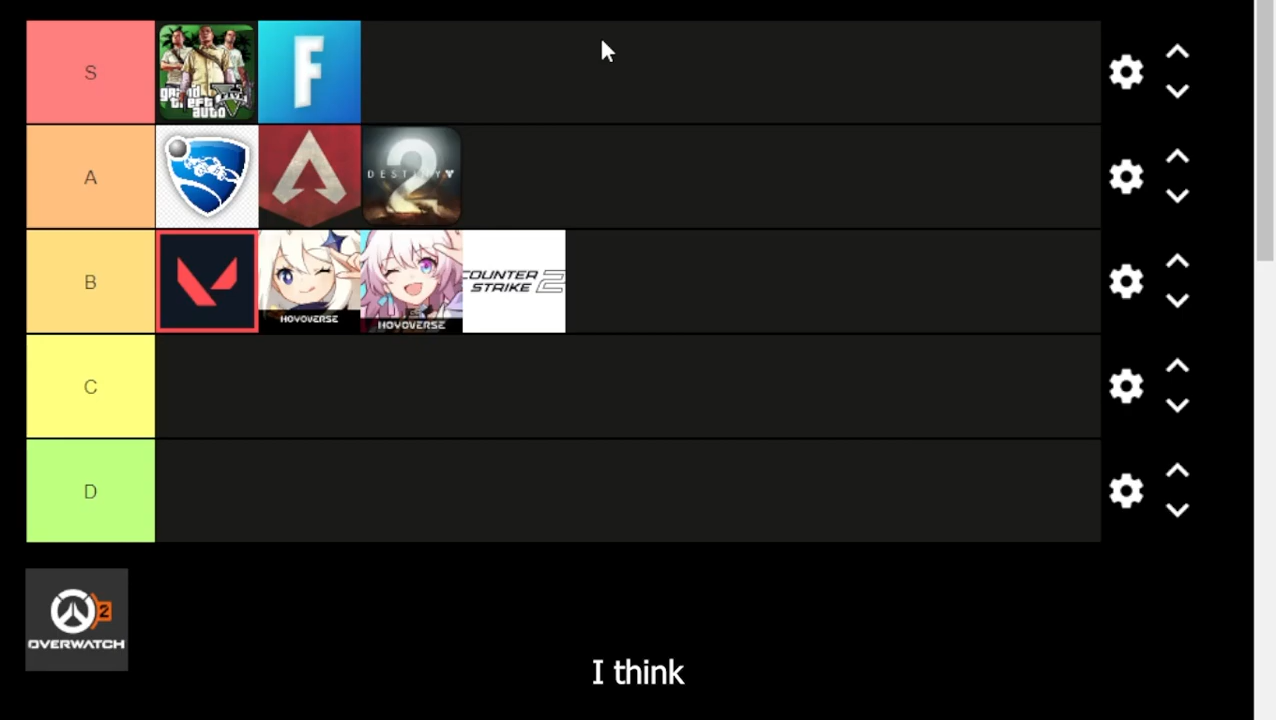 S
grand
theft
auto
V
F
A
DESTINY
2
B
HOYOVERSE
HOYOVERSE
COUNTER
STRIKE 2
C
D
2
OVERWATCH
I think